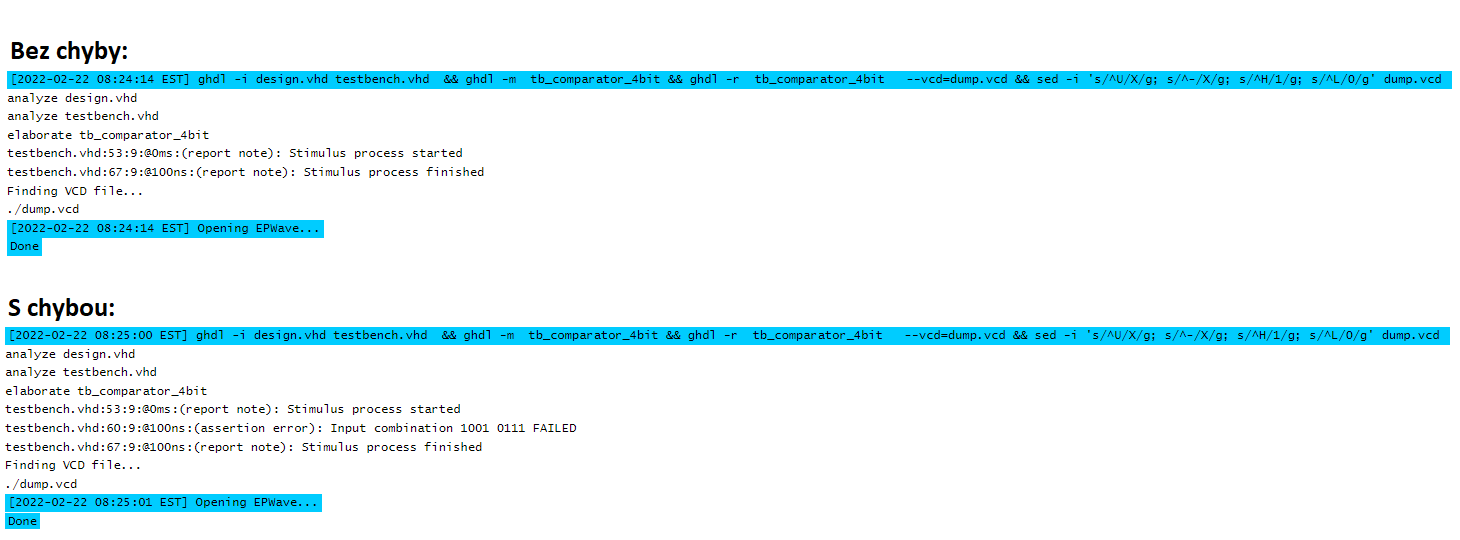 Bez chyby:
[2022-02-22 08:24:14 EST] ghdl -i design.vhd testbench.vhd  && ghdl -m  tb_comparator_4bit && ghdl -r  tb_comparator_4bit   --vcd=dump.vcd && sed -i 's/^U/X/g; s/^-/X/g; s/^H/1/g; s/^L/0/g' dump.vcd
analyze design.vhd
analyze testbench.vhd
elaborate tb_comparator_4bit
testbench.vhd:53:9:@0ms:(report note): Stimulus process started
testbench.vhd:67:9:@100ns:(report note): Stimulus process finished
Finding VCD file...
./dump.vcd
[2022-02-22 08:24:14 EST] Opening EPWave...
Done
S chybou:
[2022-02-22 08:25:00 EST] ghdl -i design.vhd testbench.vhd  && ghdl -m  tb_comparator_4bit && ghdl -r  tb_comparator_4bit   --vcd=dump.vcd && sed -i 's/^U/X/g; s/^-/X/g; s/^H/1/g; s/^L/0/g' dump.vcd
analyze design.vhd
analyze testbench.vhd
elaborate tb_comparator_4bit
testbench.vhd:53:9:@0ms:(report note): Stimulus process started
testbench.vhd:60:9:@100ns:(assertion error): Input combination 1001 0111 FAILED
testbench.vhd:67:9:@100ns:(report note): Stimulus process finished
Finding VCD file...
./dump.vcd
[2022-02-22 08:25:01 EST] Opening EPWave...
Done